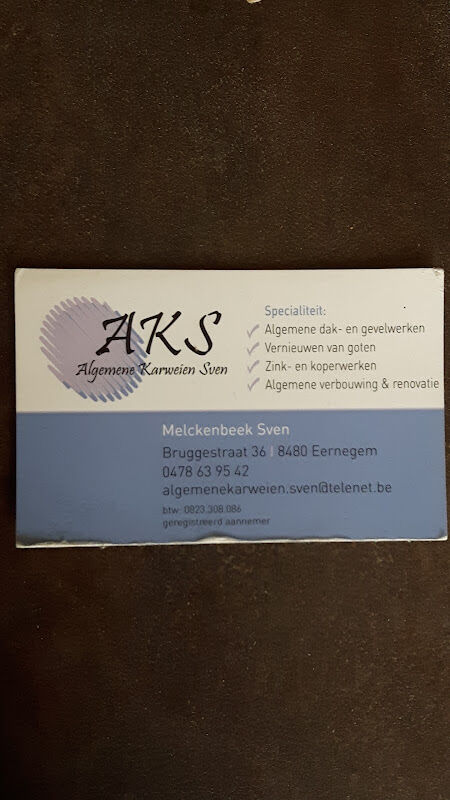 AKS
Algemene Karweien Sven
Specialiteit:
Algemene dak- en gevelwerken
Vernieuwen van goten
Zink- en koperwerken
Algemene verbouwing & renovatie
Melckenbeek Sven
Bruggestraat 36 | 8480 Eernegem
0478 63 95 42
algemenekarweien.sven@telenet.be
btw: 0823.308.086
geregistreerd aannemer